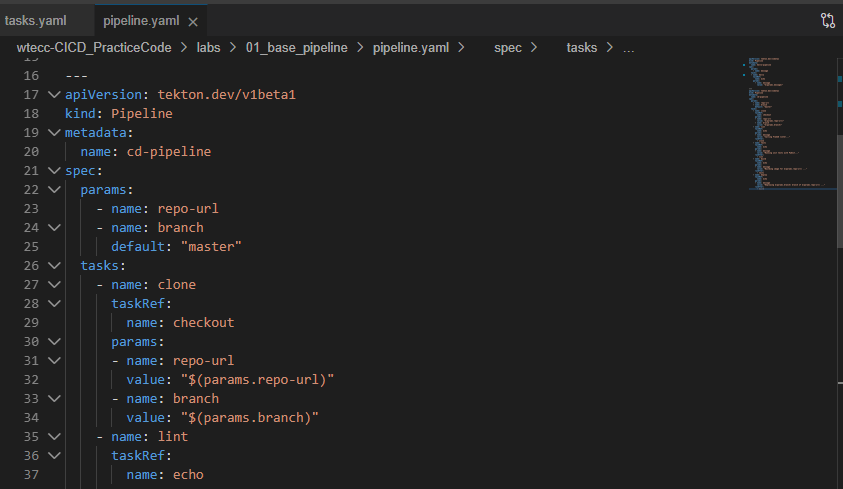 tasks.yaml pipeline.yaml
wtecc-CICD_PracticeCode > labs > 01_base_pipeline > pipeline.yaml > spec > tasks > ...
15
16 ---
17 apiVersion: tekton.dev/v1beta1
18 kind: Pipeline
19 metadata:
20   name: cd-pipeline
21 spec:
22   params:
23     - name: repo-url
24     - name: branch
25       default: "master"
26   tasks:
27     - name: clone
28       taskRef:
29         name: checkout
30       params:
31       - name: repo-url
32         value: "$(params.repo-url)"
33       - name: branch
34         value: "$(params.branch)"
35     - name: lint
36       taskRef:
37         name: echo